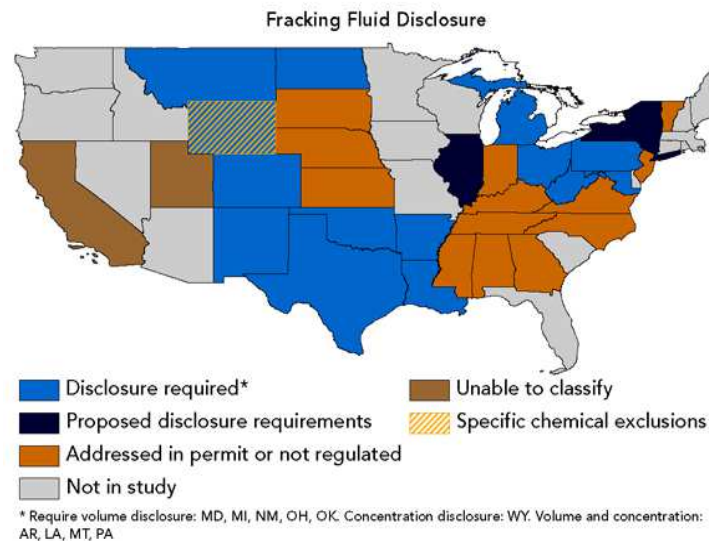 Fracking Fluid Disclosure
Disclosure required*
Unable to classify
Proposed disclosure requirements
Specific chemical exclusions
Addressed in permit or not regulated
Not in study
* Require volume disclosure: MD, MI, NM, OH, OK. Concentration disclosure: WY. Volume and concentration:
AR, LA, MT, PA